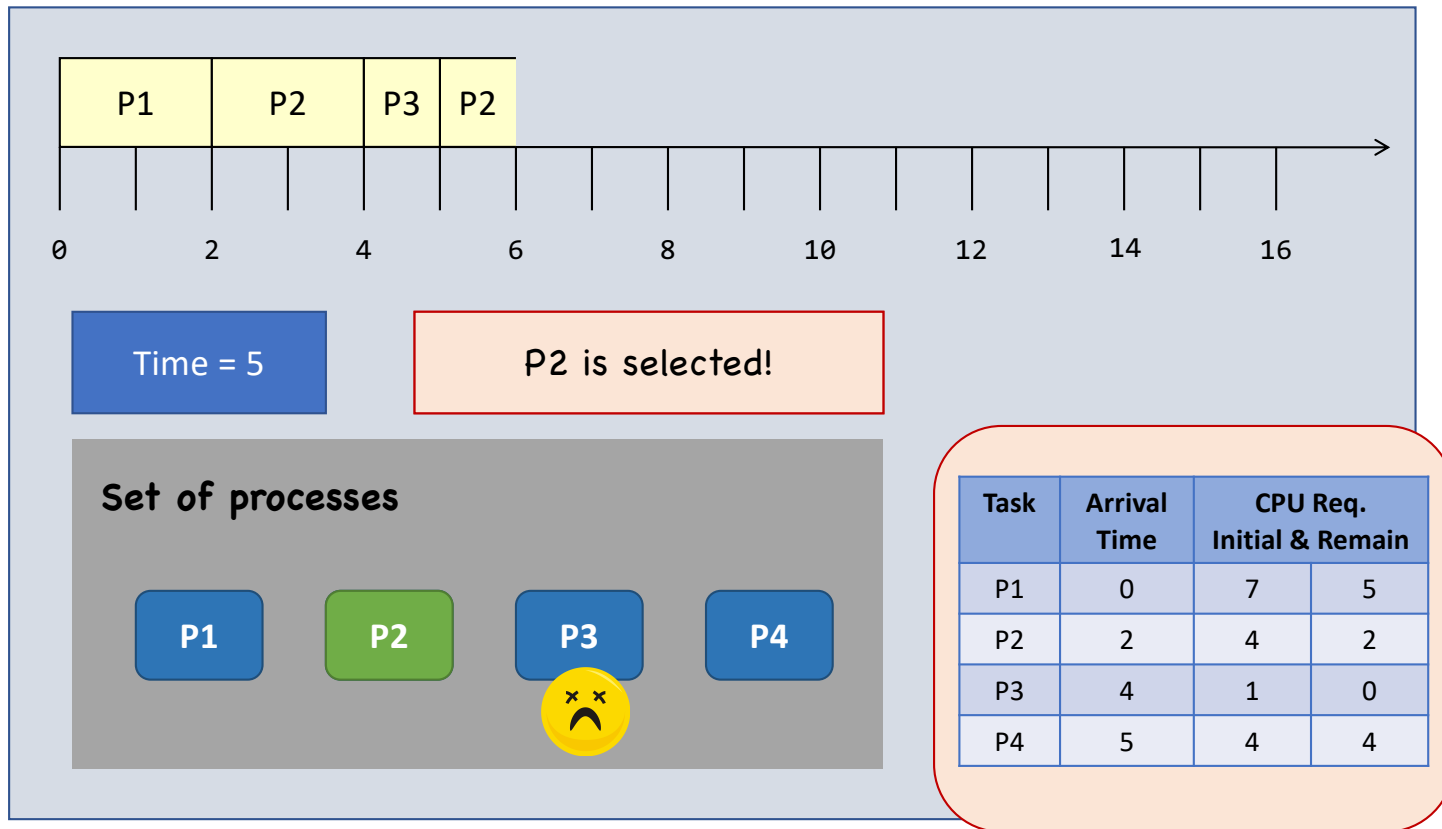 P1 P2 P3 P2
0 2 4 6 8 10 12 14 16
Time = 5
P2 is selected!
Set of processes
P1 P2 P3 P4
Task Arrival Time CPU Req. Initial & Remain
P1 0 7 5
P2 2 4 2
P3 4 1 0
P4 5 4 4